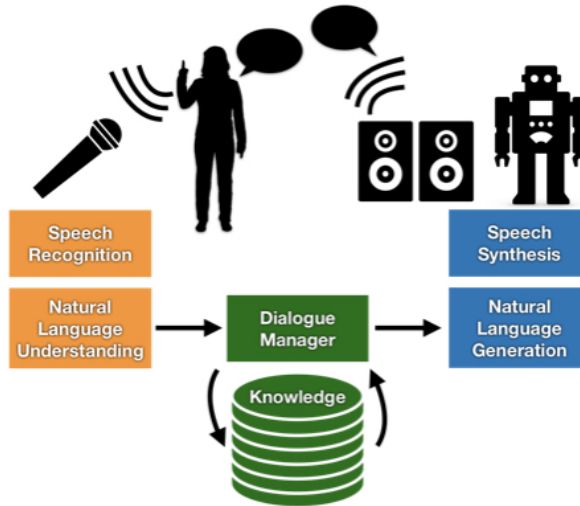 Speech
Recognition
Speech
Synthesis
Natural
Language
Understanding
Dialogue
Manager
Natural
Language
Generation
Knowledge